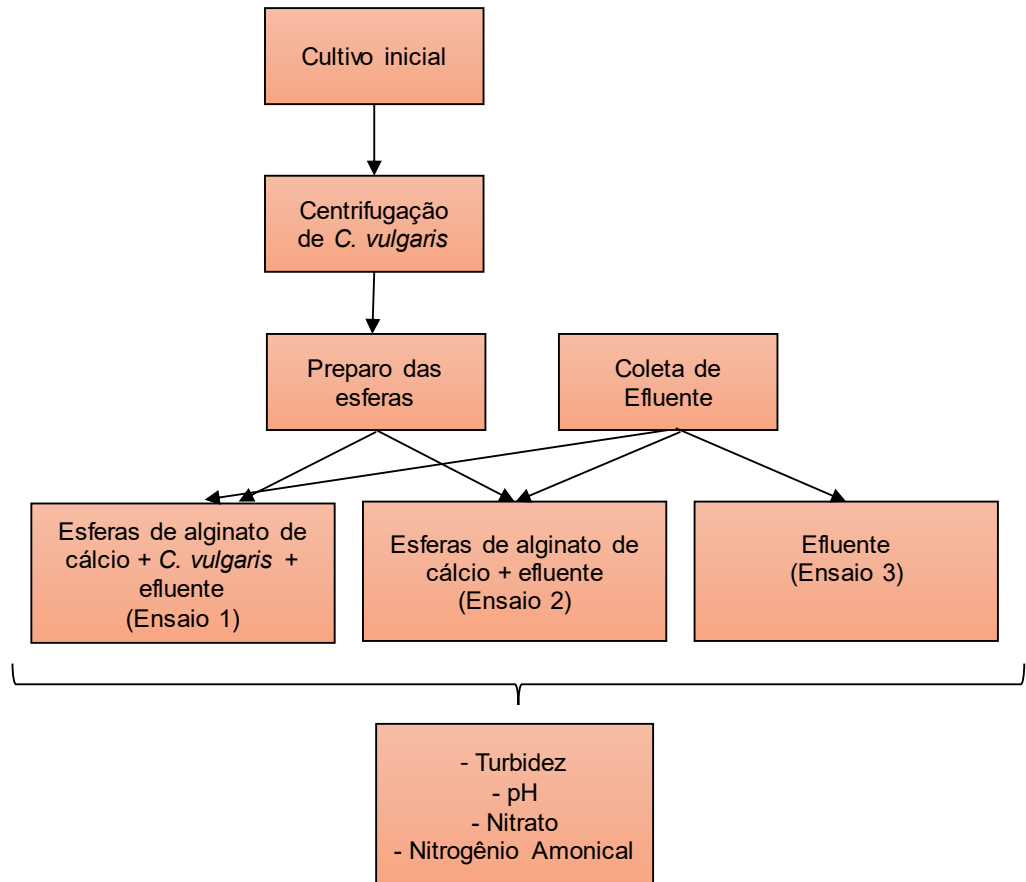 Cultivo inicial
Centrifugação
de C. vulgaris
Preparo das
esferas
Coleta de
Efluente
Esferas de alginato de
cálcio + C. vulgaris +
efluente
(Ensaio 1)
Esferas de alginato de
cálcio + efluente
(Ensaio 2)
Efluente
(Ensaio 3)
- Turbidez
- pH
- Nitrato
- Nitrogênio Amonical